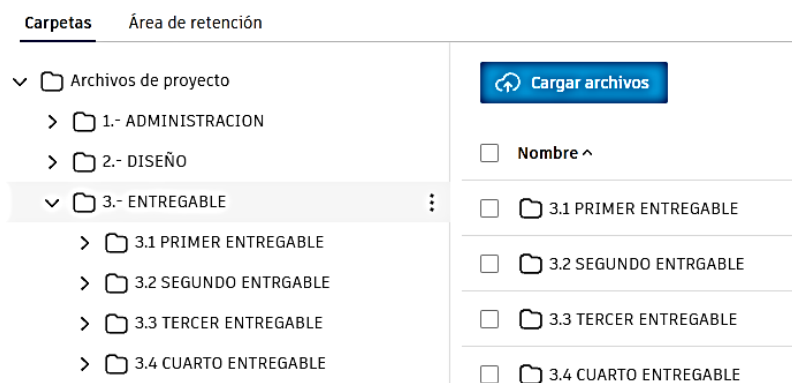 Carpetas
Área de retención
Archivos de proyecto
1.- ADMINISTRACION
2.- DISEÑO
3.- ENTREGABLE
3.1 PRIMER ENTREGABLE
3.2 SEGUNDO ENTRGABLE
3.3 TERCER ENTREGABLE
3.4 CUARTO ENTREGABLE
Cargar archivos
Nombre
3.1 PRIMER ENTREGABLE
3.2 SEGUNDO ENTRGABLE
3.3 TERCER ENTREGABLE
3.4 CUARTO ENTREGABLE